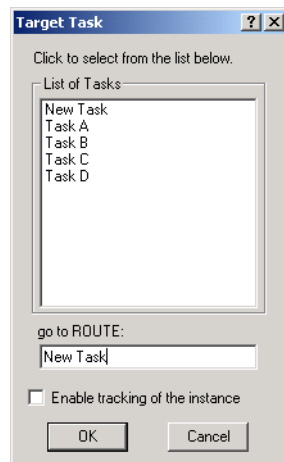 Target Task
Click to select from the list below.
List of Tasks
New Task
Task A
Task B
Task C
Task D
go to ROUTE:
New Task
Enable tracking of the instance
OK Cancel